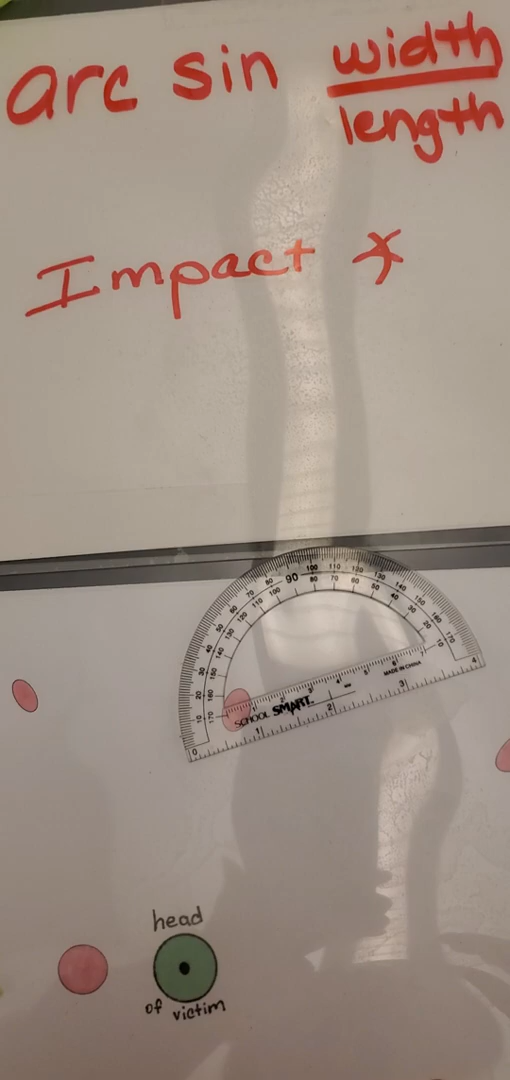 arc sin width
length
Impact
SCHOOL SMART.
MADE IN CHINA
head
of victim